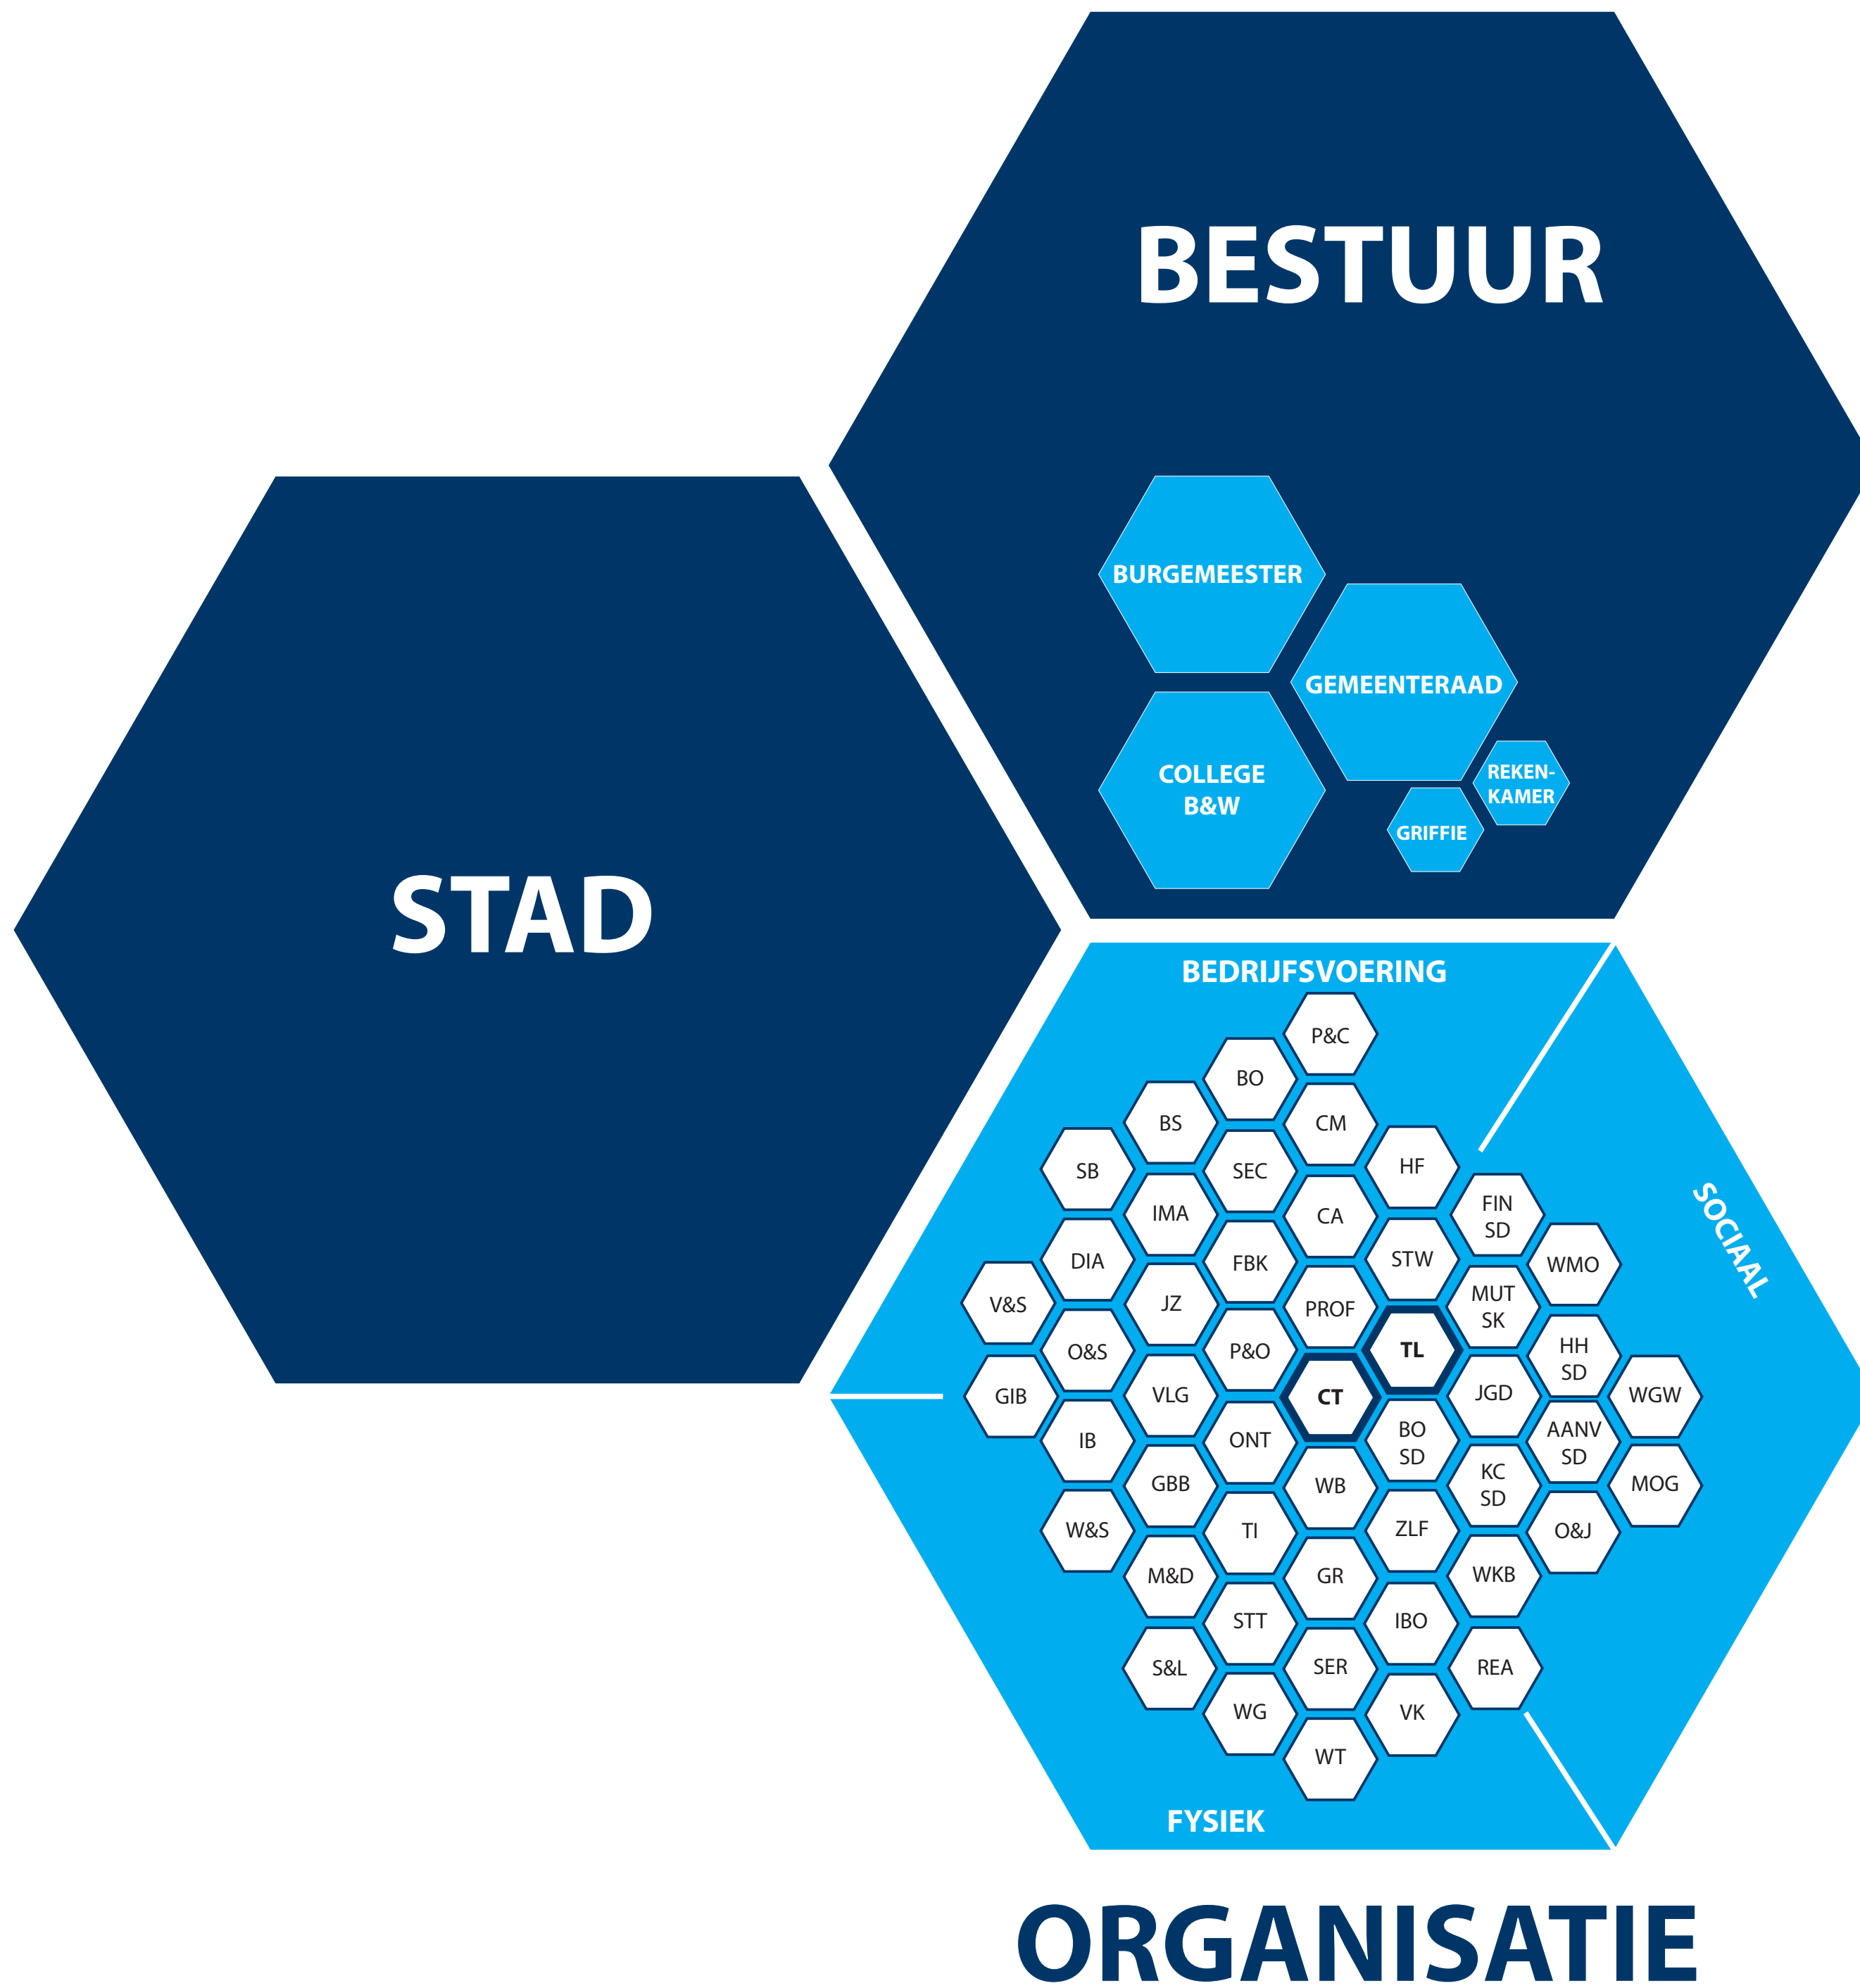 BESTUUR
BURGEMEESTER
GEMEENTERAAD
COLLEGE
B&W
REKEN-
KAMER
GRIFFIE
STAD
BEDRIJFSVOERING
P&C
BO
BS
CM
SB
SEC
HF
IMA
CA
FIN
SD
DIA
FBK
STW
WMO
V&S
JZ
PROF
MUT
SK
O&S
P&O
TL
HH
SD
GIB
VLG
CT
JGD
WGW
IB
ONT
BO
SD
AANV
SD
GBB
WB
KC
SD
MOG
W&S
TI
ZLF
O&J
M&D
GR
WKB
STT
IBO
S&L
SER
REA
WG
VK
WT
SOCIAAL
FYSIEK
ORGANISATIE